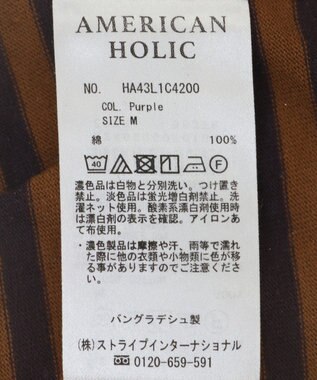 AMERICAN
HOLIC
NO. HA43L1C4200
COL. Purple
SIZE M
綿 100%
40 F
濃色品は白物と分別洗い。つけ置き
禁止。淡色品は蛍光増白剤禁止。洗
濯ネット使用。酸素系漂白剤使用時
は漂白剤の表示を確認。アイロンあ
て布使用。
・濃色製品は摩擦や汗、雨等で濡れ
た際に他の衣類や小物類に色が移
る事がありますのでご注意くださ
い。
バングラデシュ製
(株)ストライプインターナショナル
0120-659-591